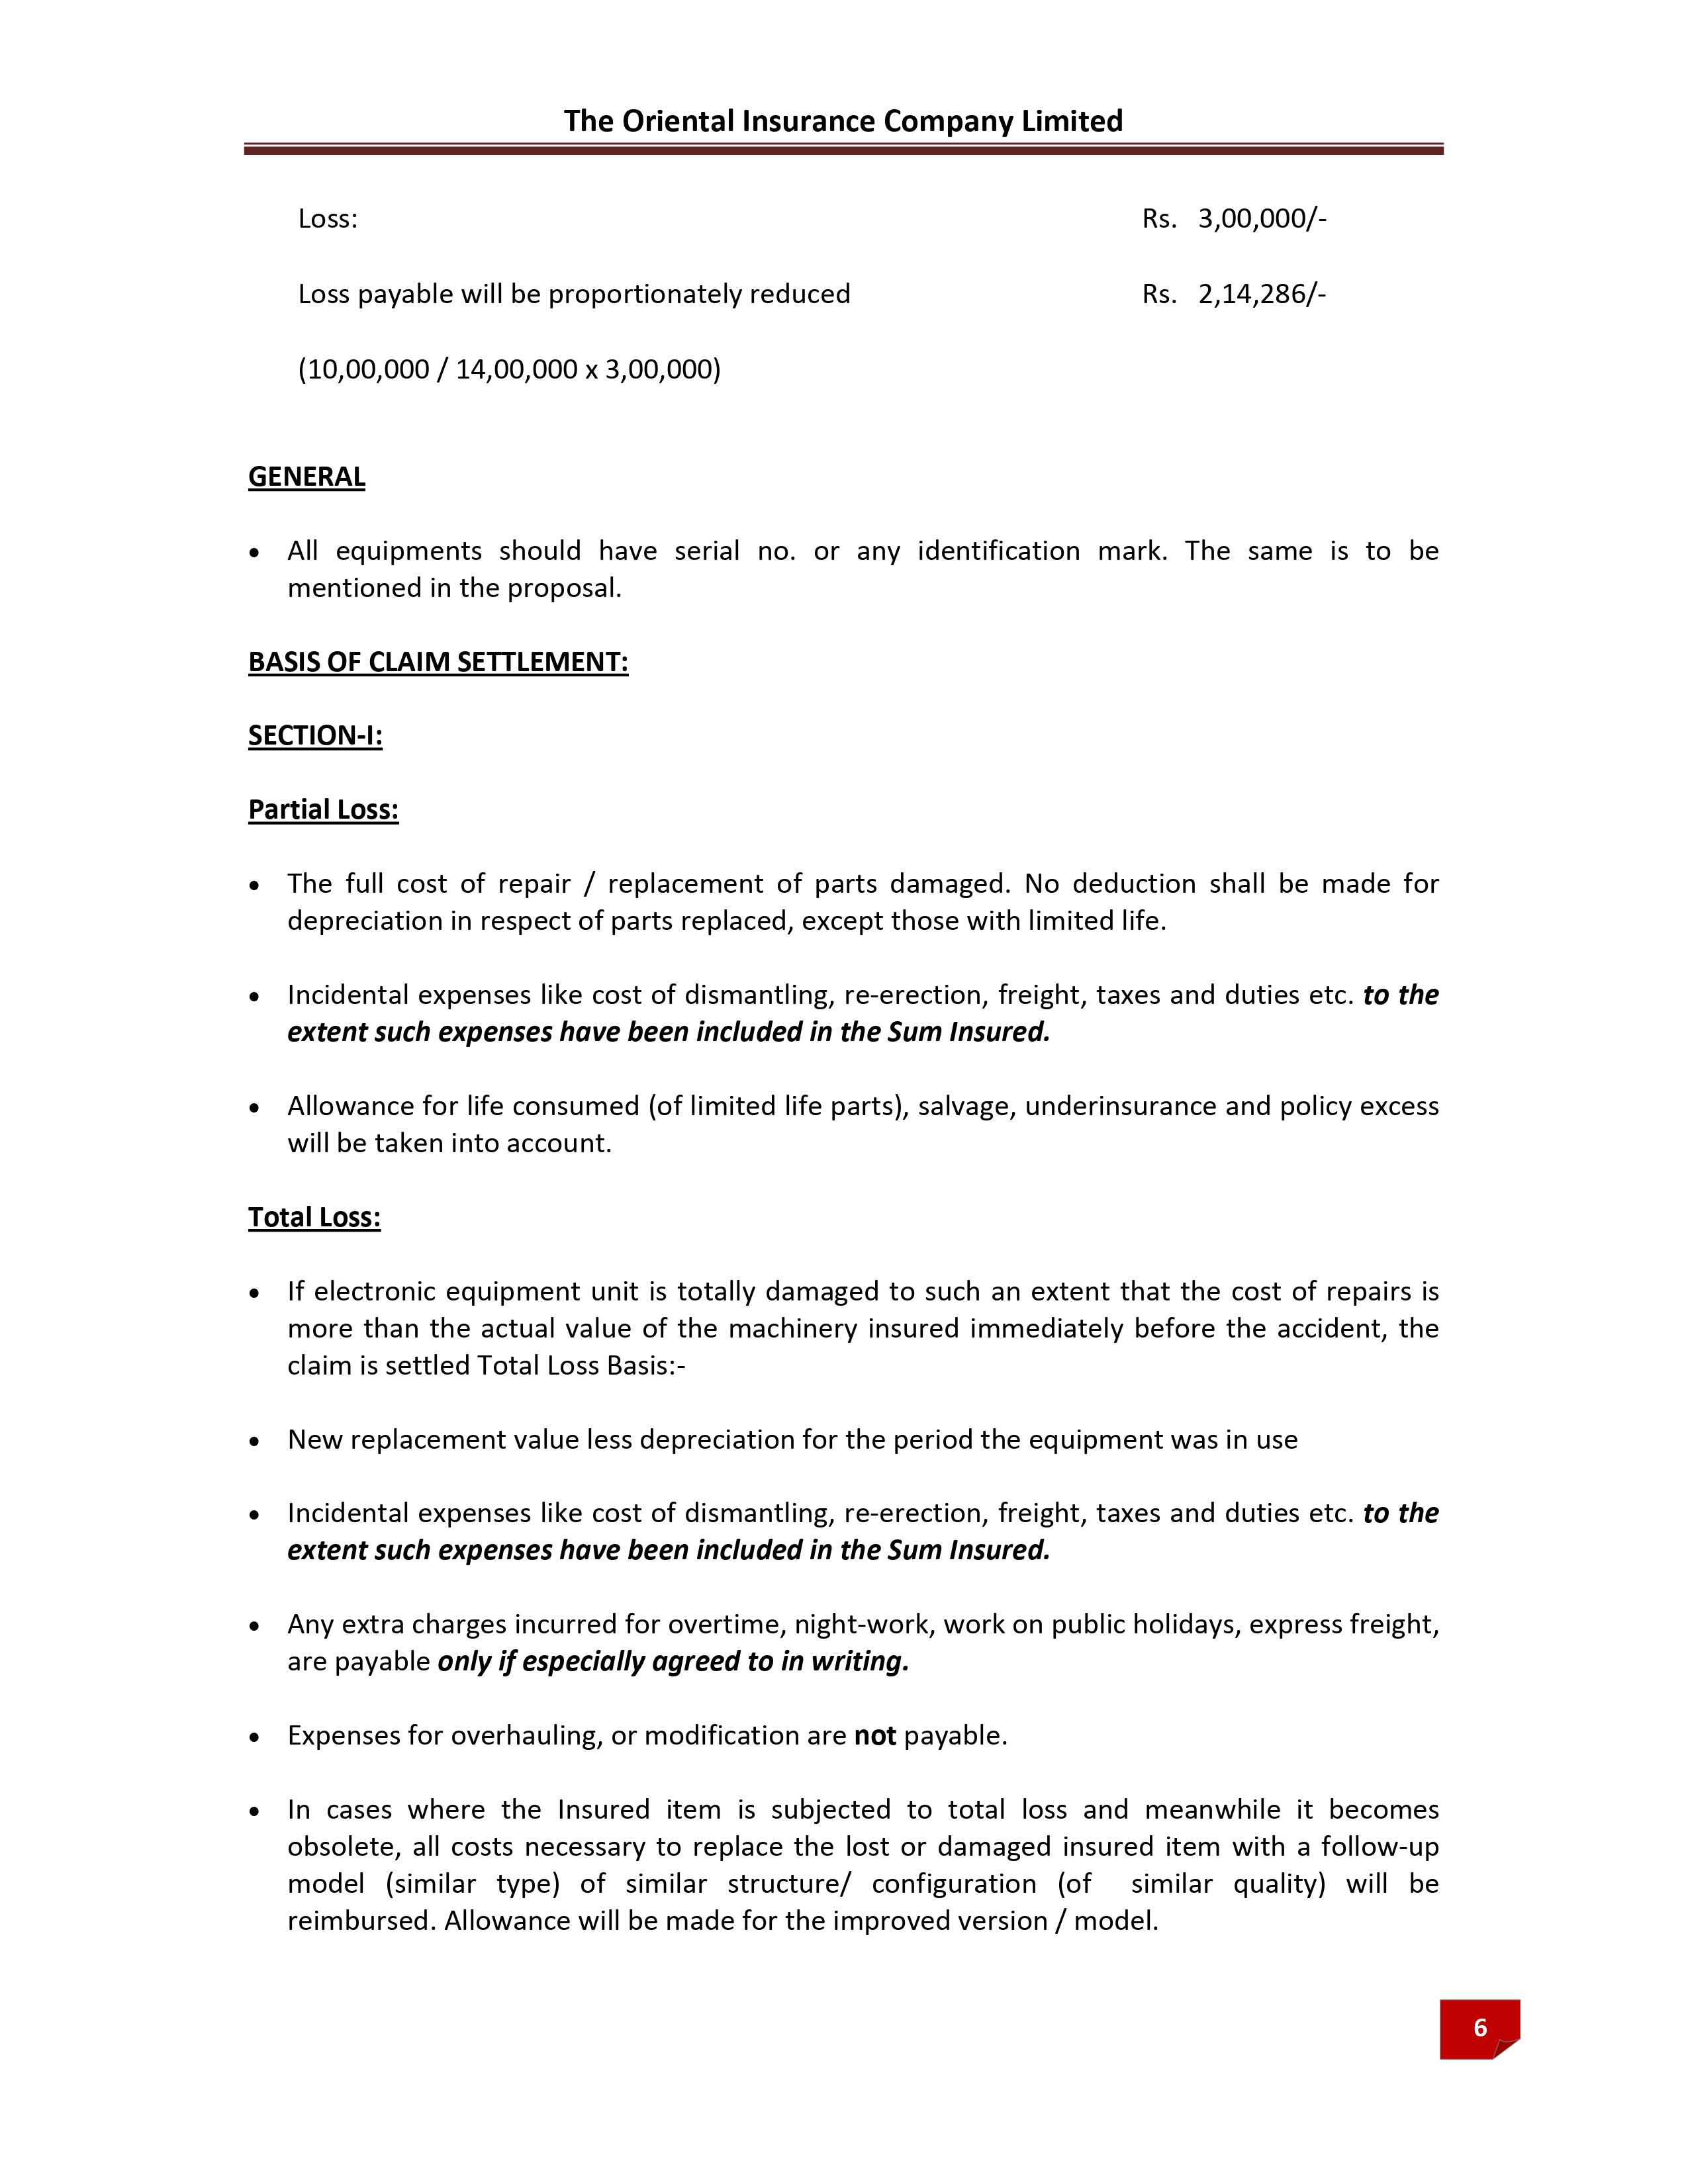 The Oriental Insurance Company Limited
Loss: Rs. 3,00,000/-
Loss payable will be proportionately reduced Rs. 2,14,286/-
(10,00,000 / 14,00,000 x 3,00,000)
GENERAL
• All equipments should have serial no. or any identification mark. The same is to be
mentioned in the proposal.
BASIS OF CLAIM SETTLEMENT:
SECTION-I:
Partial Loss:
• The full cost of repair / replacement of parts damaged. No deduction shall be made for
depreciation in respect of parts replaced, except those with limited life.
• Incidental expenses like cost of dismantling, re-erection, freight, taxes and duties etc. to the
extent such expenses have been included in the Sum Insured.
• Allowance for life consumed (of limited life parts), salvage, underinsurance and policy excess
will be taken into account.
Total Loss:
• If electronic equipment unit is totally damaged to such an extent that the cost of repairs is
more than the actual value of the machinery insured immediately before the accident, the
claim is settled Total Loss Basis:-
• New replacement value less depreciation for the period the equipment was in use
• Incidental expenses like cost of dismantling, re-erection, freight, taxes and duties etc. to the
extent such expenses have been included in the Sum Insured.
• Any extra charges incurred for overtime, night-work, work on public holidays, express freight,
are payable only if especially agreed to in writing.
• Expenses for overhauling, or modification are not payable.
• In cases where the Insured item is subjected to total loss and meanwhile it becomes
obsolete, all costs necessary to replace the lost or damaged insured item with a follow-up
model (similar type) of similar structure/ configuration (of similar quality) will be
reimbursed. Allowance will be made for the improved version / model.
6